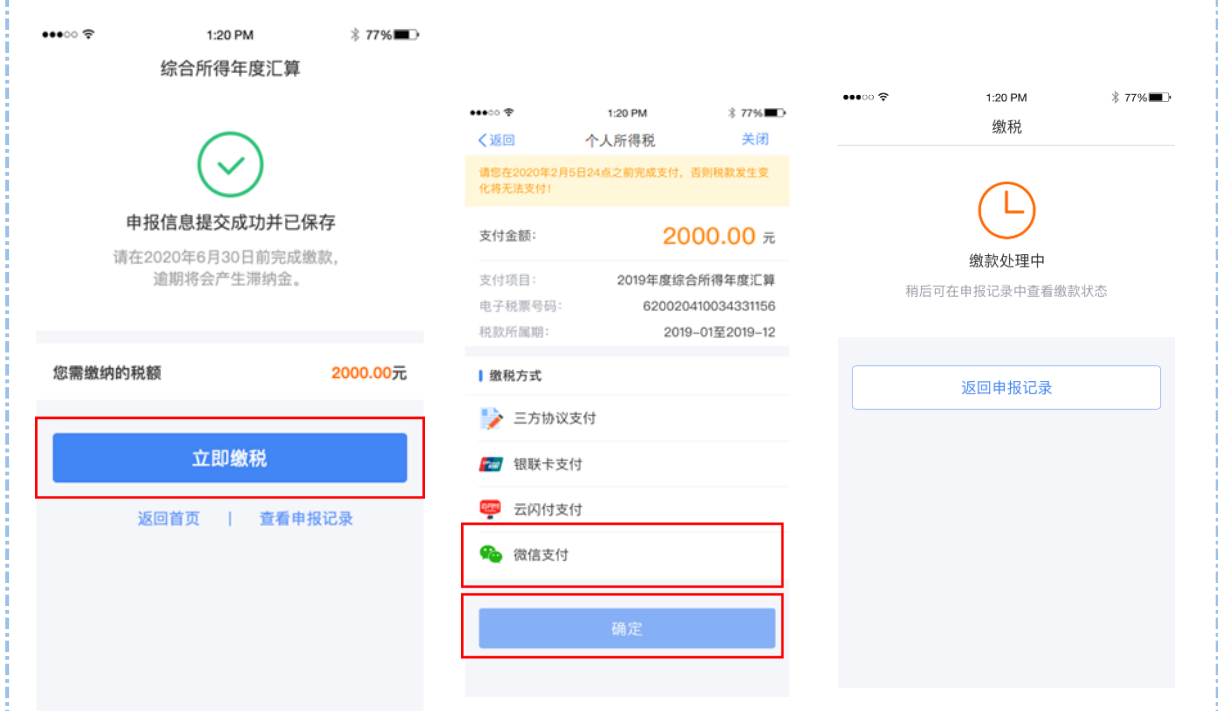 1:20 PM
77%
综合所得年度汇算
申报信息提交成功并已保存
请在2020年6月30日前完成缴款,
逾期将会产生滞纳金。
您需缴纳的税额
2000.00元
立即缴税
返回首页 | 查看申报记录
1:20 PM
77%
返回
个人所得税
关闭
请您在2020年2月5日24点之前完成支付，否则税款发生变
化将无法支付!
支付金额:
2000.00 元
支付项目:
2019年度综合所得年度汇算
电子税票号码:
620020410034331156
税款所属期:
2019-01至2019-12
缴税方式
三方协议支付
银联卡支付
云闪付支付
微信支付
确定
1:20 PM
77%
缴税
缴款处理中
稍后可在申报记录中查看缴款状态
返回申报记录